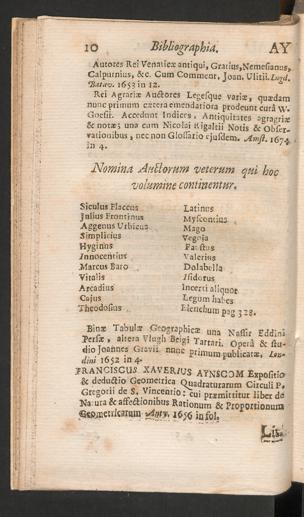 10 Bibliographia. AY
Autores Rei Venaticæ antiqui, Gratius, Nemesianus,
Calpurnius, &c. Cum Comment. Joan. Ulitii. Lugd.
Batav. 1653 in 12.
Rei Agrariæ Auctores Legesque variæ, quædam
nunc primum cætera emendatiora prodeunt curâ W.
Goesii. Accedunt Indices, Antiquitates agrariæ
& notæ: una cum Nicolai Rigaltii Notis & Obser-
vationibus, nec non Glossario ejusdem. Amst. 1674
in 4.
Nomina Auctorum veterum qui hoc
volumine continentur.
Siculus Flaccus Latinus
Julius Frontinus Myscontius
Aggenus Urbicus Mago
Simplicius Vegoia
Hyginus Faustus
Innocentius Valerius
Marcus Baro Dolabella
Vitalis Isidorus
Arcadius Incerti aliquot
Cajus Legum habes
Theodosius Elenchum pag 328.
Binæ Tabulæ Geographicæ una Nassir Eddini
Persæ, altera Vlugh Beigi Tartari. Operâ & stu-
dio Joannes Gravii nunc primum publicatæ, Lon-
dini 1652 in 4.
FRANCISCUS XAVERIUS AYNSCOM Expositio
& deductio Geometrica Quadraturarum Circuli P.
Gregorii de S. Vincentio: cui præmittitur liber de
Natura & affectionibus Rationum & Proportionum
Geometricarum Antv. 1656 in fol.